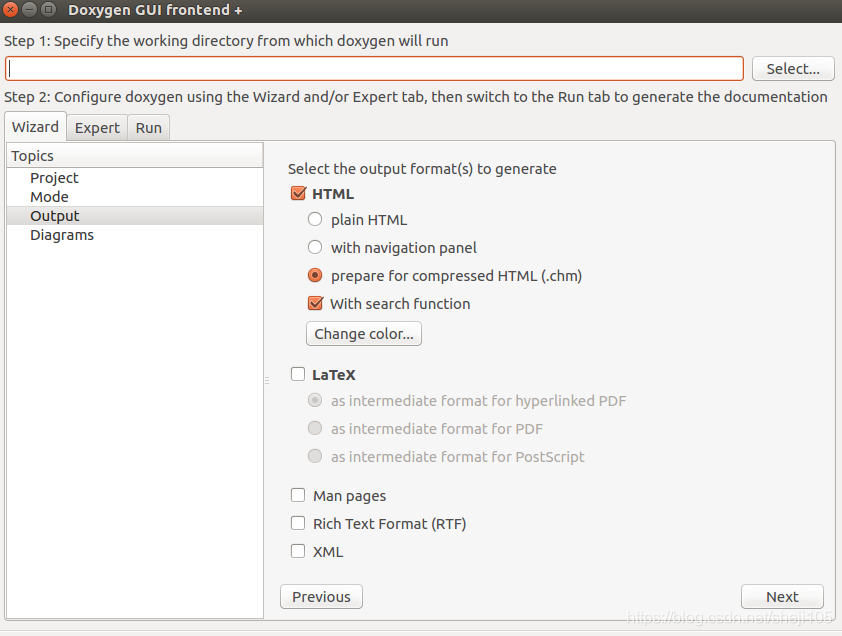 Doxygen GUI frontend +
Step 1: Specify the working directory from which doxygen will run
Select...
Step 2: Configure doxygen using the Wizard and/or Expert tab, then switch to the Run tab to generate the documentation
Wizard Expert Run
Topics
Project
Mode
Output
Diagrams
Select the output format(s) to generate
HTML
plain HTML
with navigation panel
prepare for compressed HTML (.chm)
With search function
Change color...
LaTeX
as intermediate format for hyperlinked PDF
as intermediate format for PDF
as intermediate format for PostScript
Man pages
Rich Text Format (RTF)
XML
Previous Next
https://blog.csdn.net/sheji105